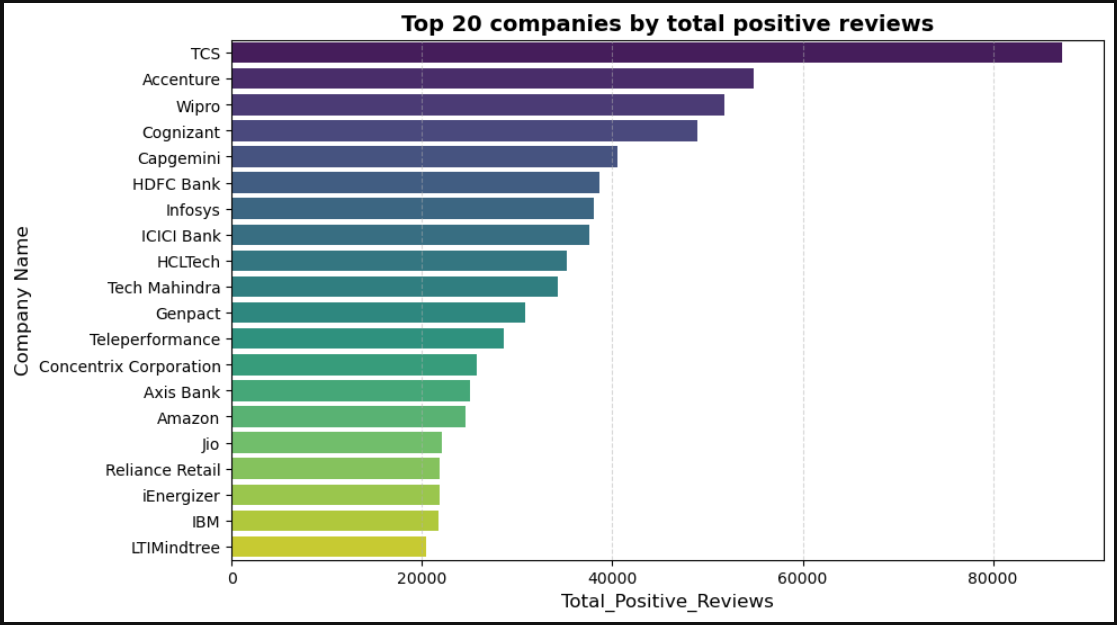 Top 20 companies by total positive reviews
Company Name
TCS
Accenture
Wipro
Cognizant
Capgemini
HDFC Bank
Infosys
ICICI Bank
HCLTech
Tech Mahindra
Genpact
Teleperformance
Concentrix Corporation
Axis Bank
Amazon
Jio
Reliance Retail
iEnergizer
IBM
LTIMindtree
0 20000 40000 60000 80000
Total_Positive_Reviews